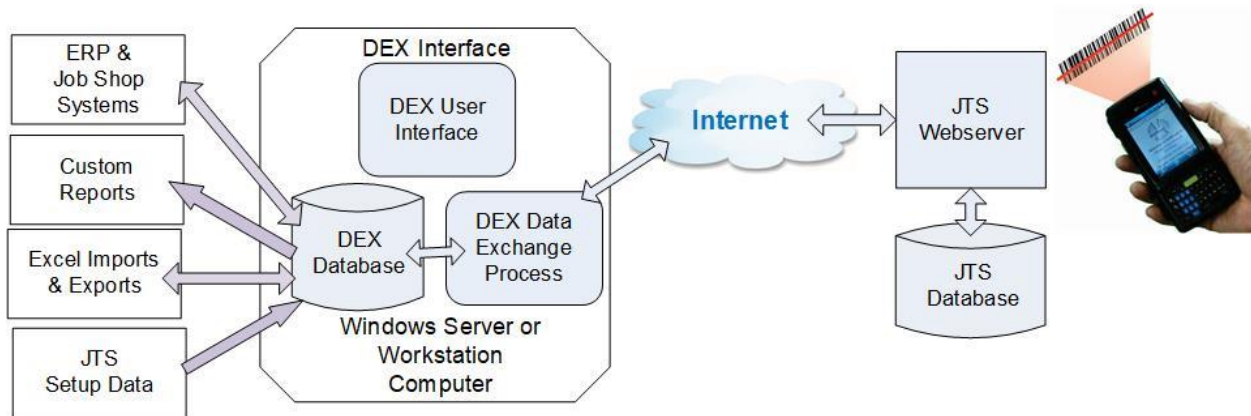 ERP &
Job Shop
Systems
Custom
Reports
Excel Imports
& Exports
JTS
Setup Data
DEX Interface
DEX User
Interface
DEX
Database
DEX Data
Exchange
Process
Windows Server or
Workstation
Computer
Internet
JTS
Webserver
JTS
Database